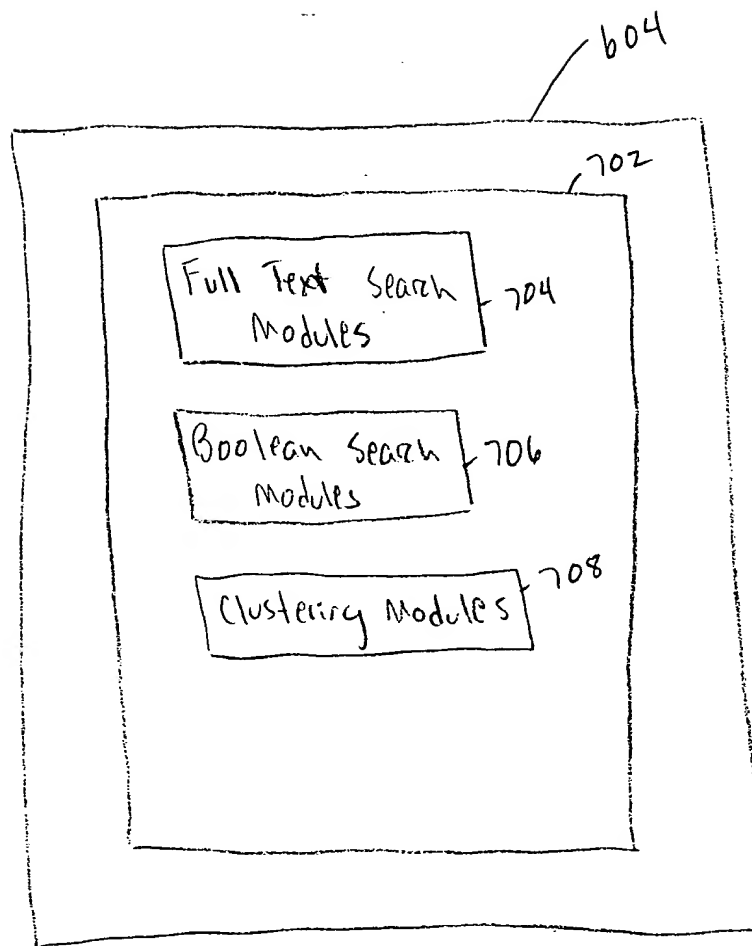 604
702
Full Text Search
Modules
704
Boolean Search
Modules
706
Clustering Modules
708